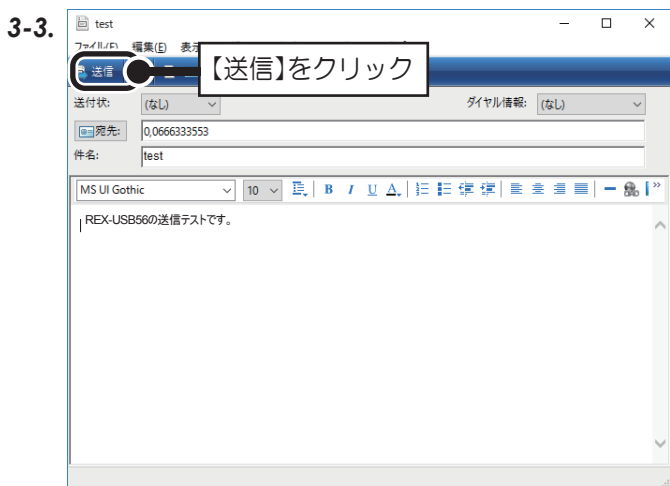 3-3.
test
ファイル(F) 編集(E) 表示
送信
【送信】をクリック
送付状: (なし) ダイヤル情報: (なし)
宛先: 0,0666333553
件名: test
MS UI Gothic 10 B I U A
REX-USB56の送信テストです。